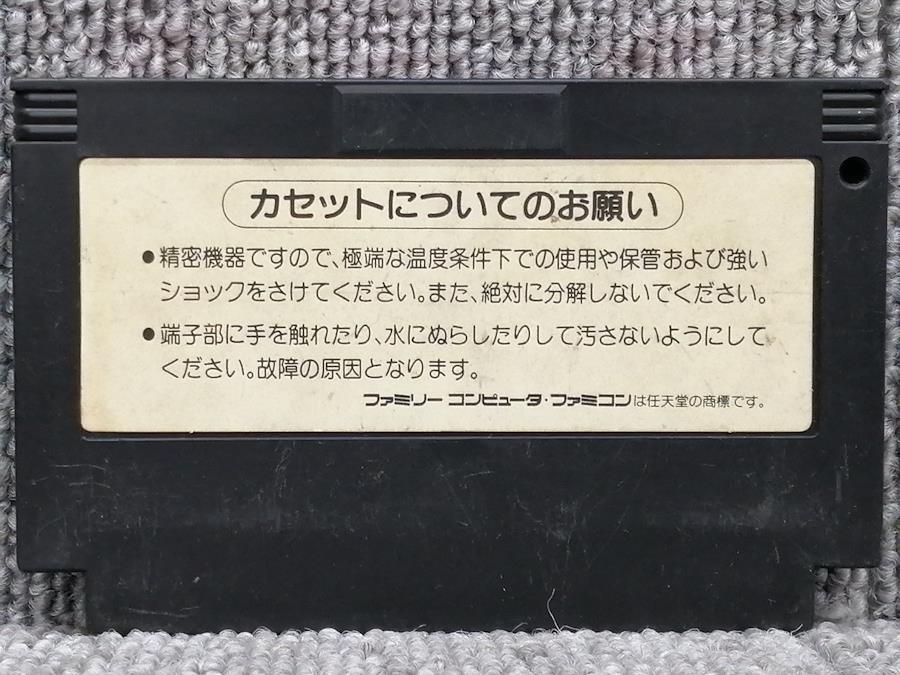 カセットについてのお願い
●精密機器ですので、極端な温度条件下での使用や保管および強い
ショックをさけてください。また、絶対に分解しないでください。
●端子部に手を触れたり、水にぬらしたりして汚さないようにして
ください。故障の原因となります。
ファミリー コンピュータ・ファミコンは任天堂の商標です。